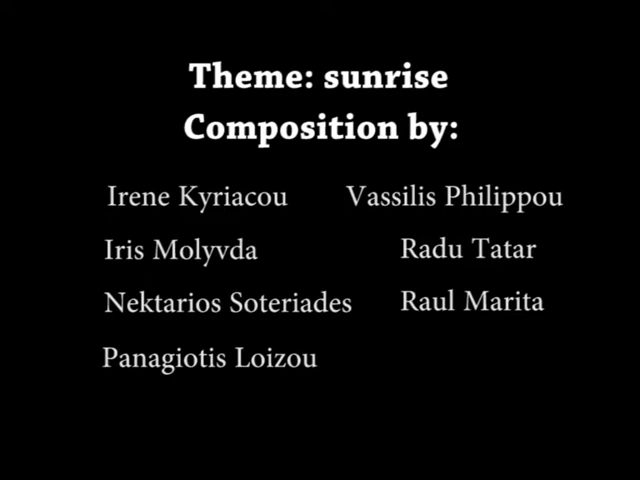 Theme: sunrise
Composition by:
Irene Kyriacou
Vassilis Philippou
Iris Molyvda
Radu Tatar
Nektarios Soteriades
Raul Marita
Panagiotis Loizou